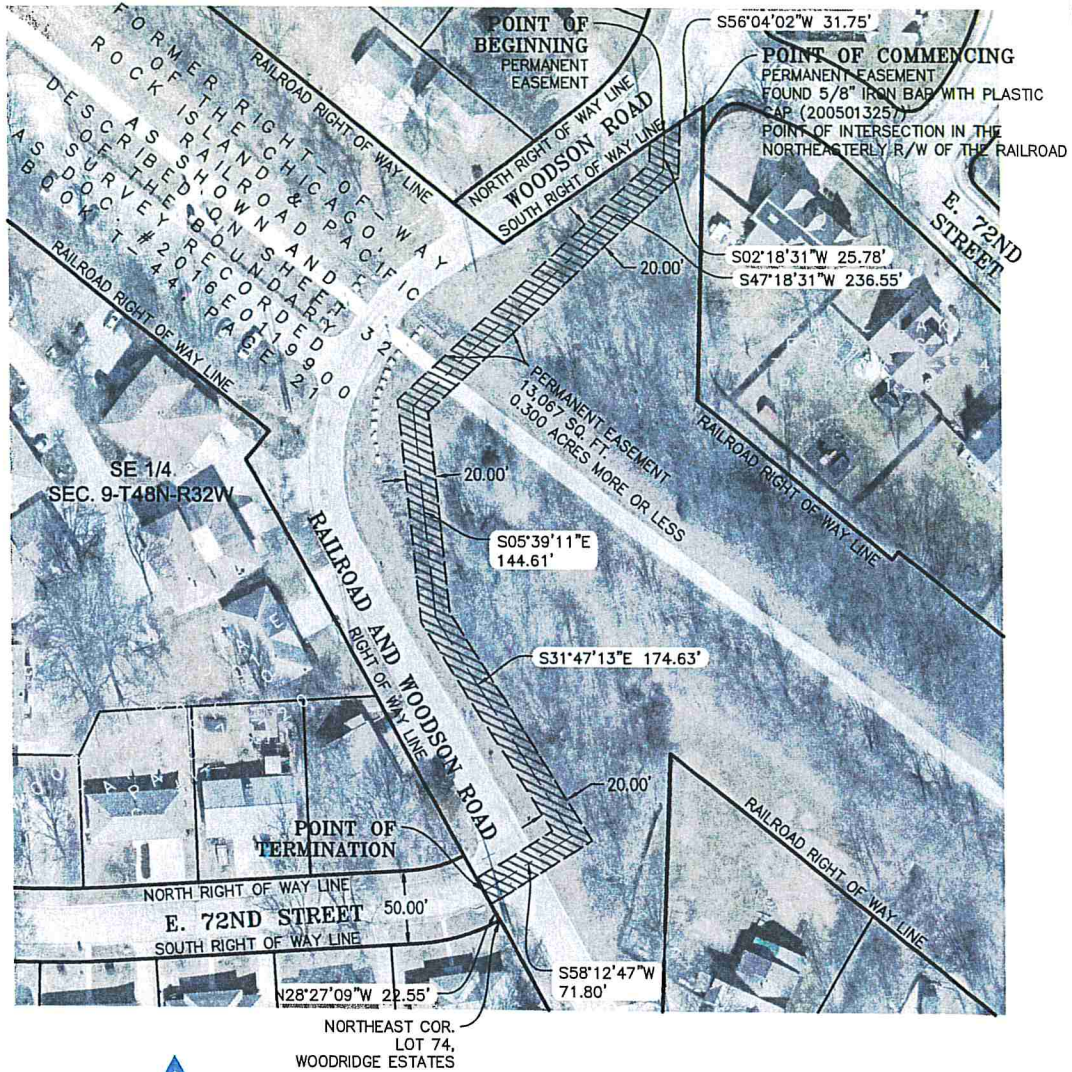 POINT OF
BEGINNING
PERMANENT
EASEMENT
S56°04'02"W 31.75'
POINT OF COMMENCING
PERMANENT EASEMENT
FOUND 5/8" IRON BAR WITH PLASTIC
CAP (2005013257)
POINT OF INTERSECTION IN THE
NORTHEASTERLY R/W OF THE RAILROAD
RAILROAD RIGHT OF WAY LINE
FORMER RIGHT-OF-WAY
OF THE CHICAGO,
ROCK ISLAND & PACIFIC
RAILROAD
AS SHOWN AND
DESCRIBED ON SHEET 32
OF THE BOUNDARY
SURVEY RECORDED
AS DOC. #2016E0119900
BOOK T-44 PAGE 21
NORTH RIGHT OF WAY LINE
WOODSON ROAD
SOUTH RIGHT OF WAY LINE
E. 72ND
STREET
S02°18'31"W 25.78'
S47°18'31"W 236.55'
20.00'
RAILROAD RIGHT OF WAY LINE
PERMANENT EASEMENT
13,067 SQ. FT.
0.300 ACRES MORE OR LESS
RAILROAD RIGHT OF WAY LINE
SE 1/4
SEC. 9-T48N-R32W
20.00'
S05°39'11"E
144.61'
RAILROAD AND WOODSON ROAD
RIGHT OF WAY LINE
S31°47'13"E 174.63'
20.00'
RAILROAD RIGHT OF WAY LINE
POINT OF
TERMINATION
NORTH RIGHT OF WAY LINE
E. 72ND STREET
50.00'
SOUTH RIGHT OF WAY LINE
S58°12'47"W
71.80'
N28°27'09"W 22.55'
NORTHEAST COR.
LOT 74,
WOODRIDGE ESTATES